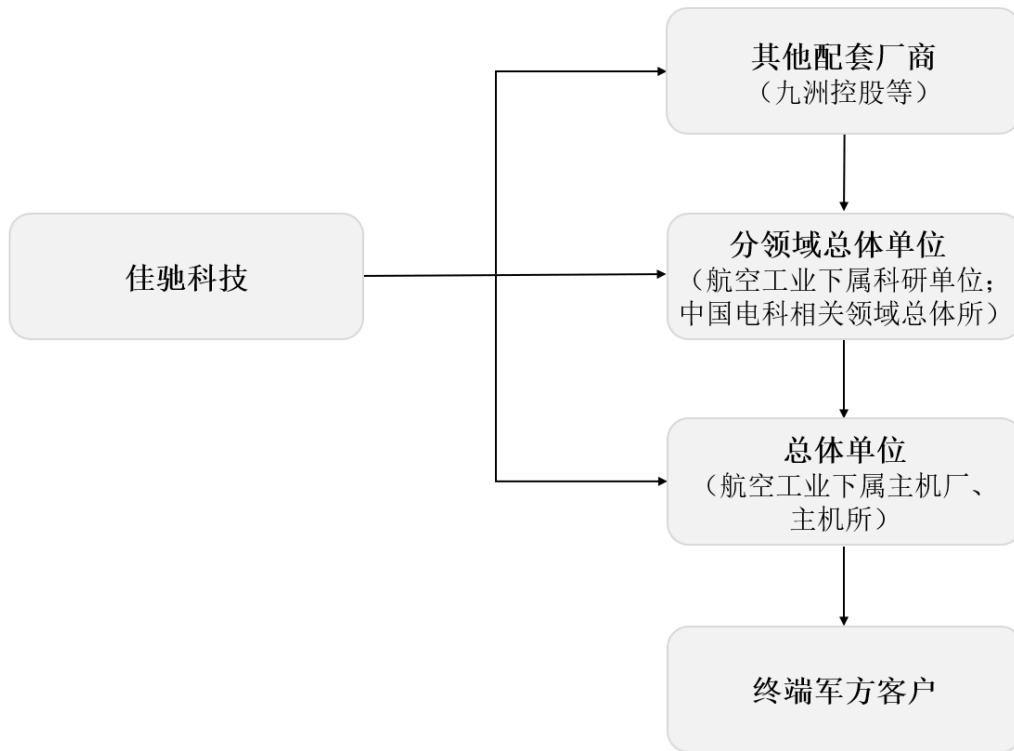 其他配套厂商
（九洲控股等）
佳驰科技
分领域总体单位
（航空工业下属科研单位；
中国电科相关领域总体所）
总体单位
（航空工业下属主机厂、
主机所）
终端军方客户